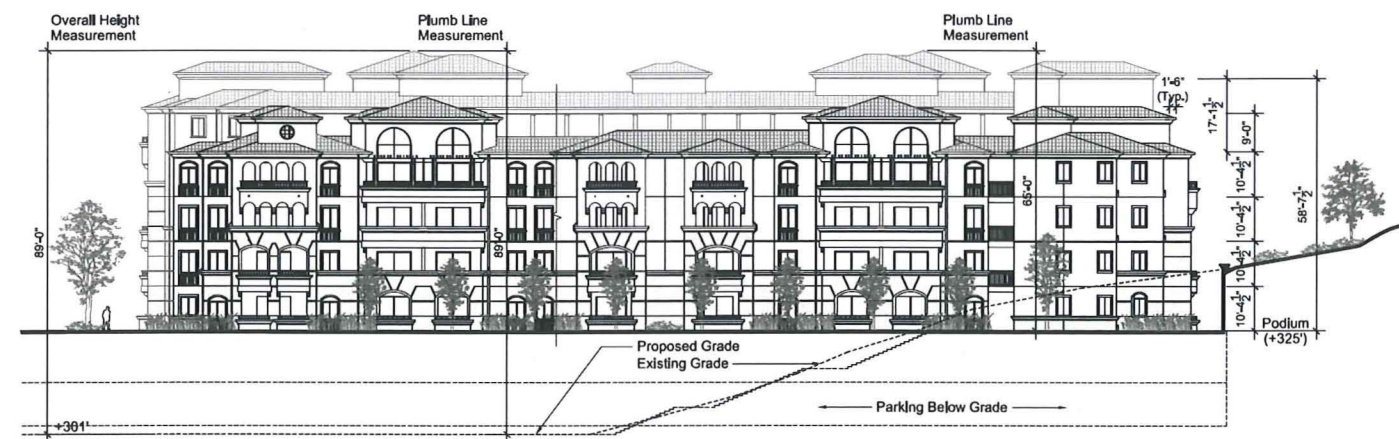 Overall Height
Measurement
Plumb Line
Measurement
Plumb Line
Measurement
1'-6"
(Typ.)
17'-1½"
9'-0"
10'-4½"
10'-4½"
10'-4½"
10'-4½"
58'-7½"
89'-0"
89'-0"
65'-0"
Podium
(+325')
Proposed Grade
Existing Grade
Parking Below Grade
+301'